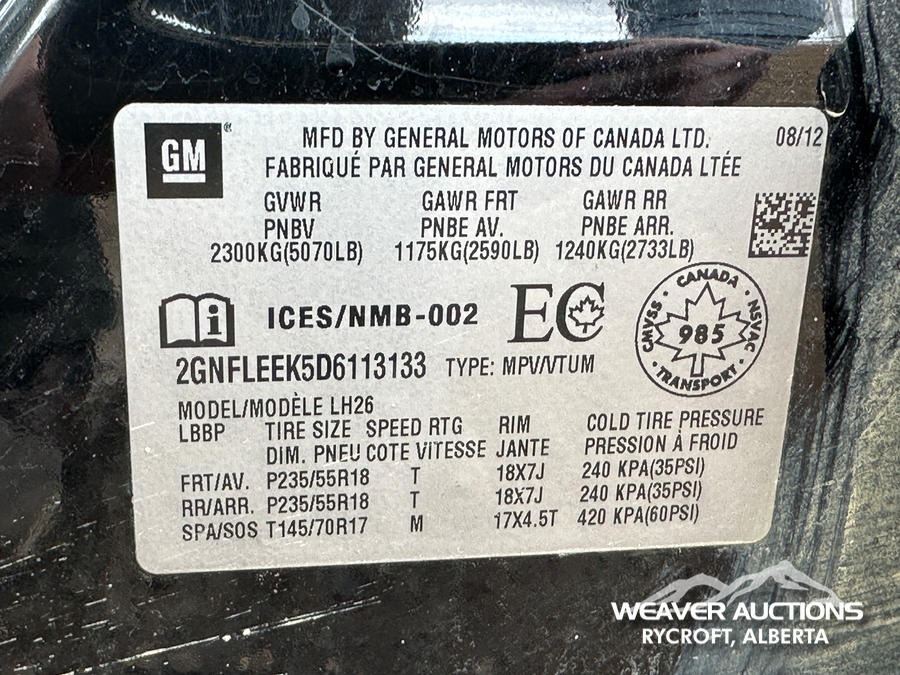 GM®
MFD BY GENERAL MOTORS OF CANADA LTD. 08/12
FABRIQUÉ PAR GENERAL MOTORS DU CANADA LTÉE
GVWR GAWR FRT GAWR RR
PNBV PNBE AV. PNBE ARR.
2300KG(5070LB) 1175KG(2590LB) 1240KG(2733LB)
i ICES/NMB-002 EC
CANADA
CMVSS 985 NSVAC
TRANSPORT
2GNFLEEK5D6113133 TYPE: MPV/VTUM
MODEL/MODÈLE LH26
LBBP TIRE SIZE SPEED RTG RIM COLD TIRE PRESSURE
DIM. PNEU COTE VITESSE JANTE PRESSION À FROID
FRT/AV. P235/55R18 T 18X7J 240 KPA(35PSI)
RR/ARR. P235/55R18 T 18X7J 240 KPA(35PSI)
SPA/SOS T145/70R17 M 17X4.5T 420 KPA(60PSI)
WEAVER AUCTIONS
RYCROFT, ALBERTA